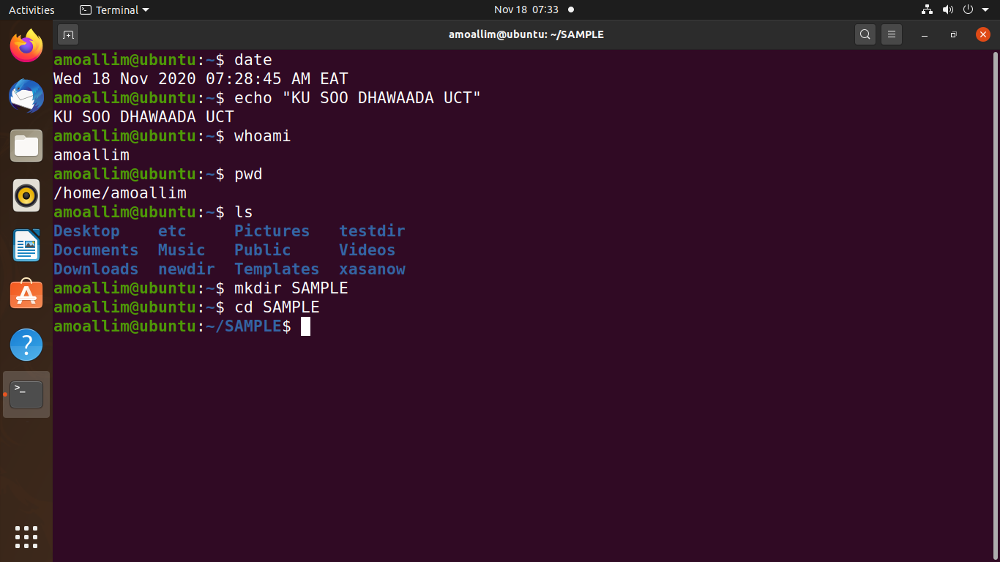 Activities Terminal Nov 18 07:33
amoallim@ubuntu: ~/SAMPLE
amoallim@ubuntu:~$ date
Wed 18 Nov 2020 07:28:45 AM EAT
amoallim@ubuntu:~$ echo "KU SOO DHAWAADA UCT"
KU SOO DHAWAADA UCT
amoallim@ubuntu:~$ whoami
amoallim
amoallim@ubuntu:~$ pwd
/home/amoallim
amoallim@ubuntu:~$ ls
Desktop etc Pictures testdir
Documents Music Public Videos
Downloads newdir Templates xasanow
amoallim@ubuntu:~$ mkdir SAMPLE
amoallim@ubuntu:~$ cd SAMPLE
amoallim@ubuntu:~/SAMPLE$